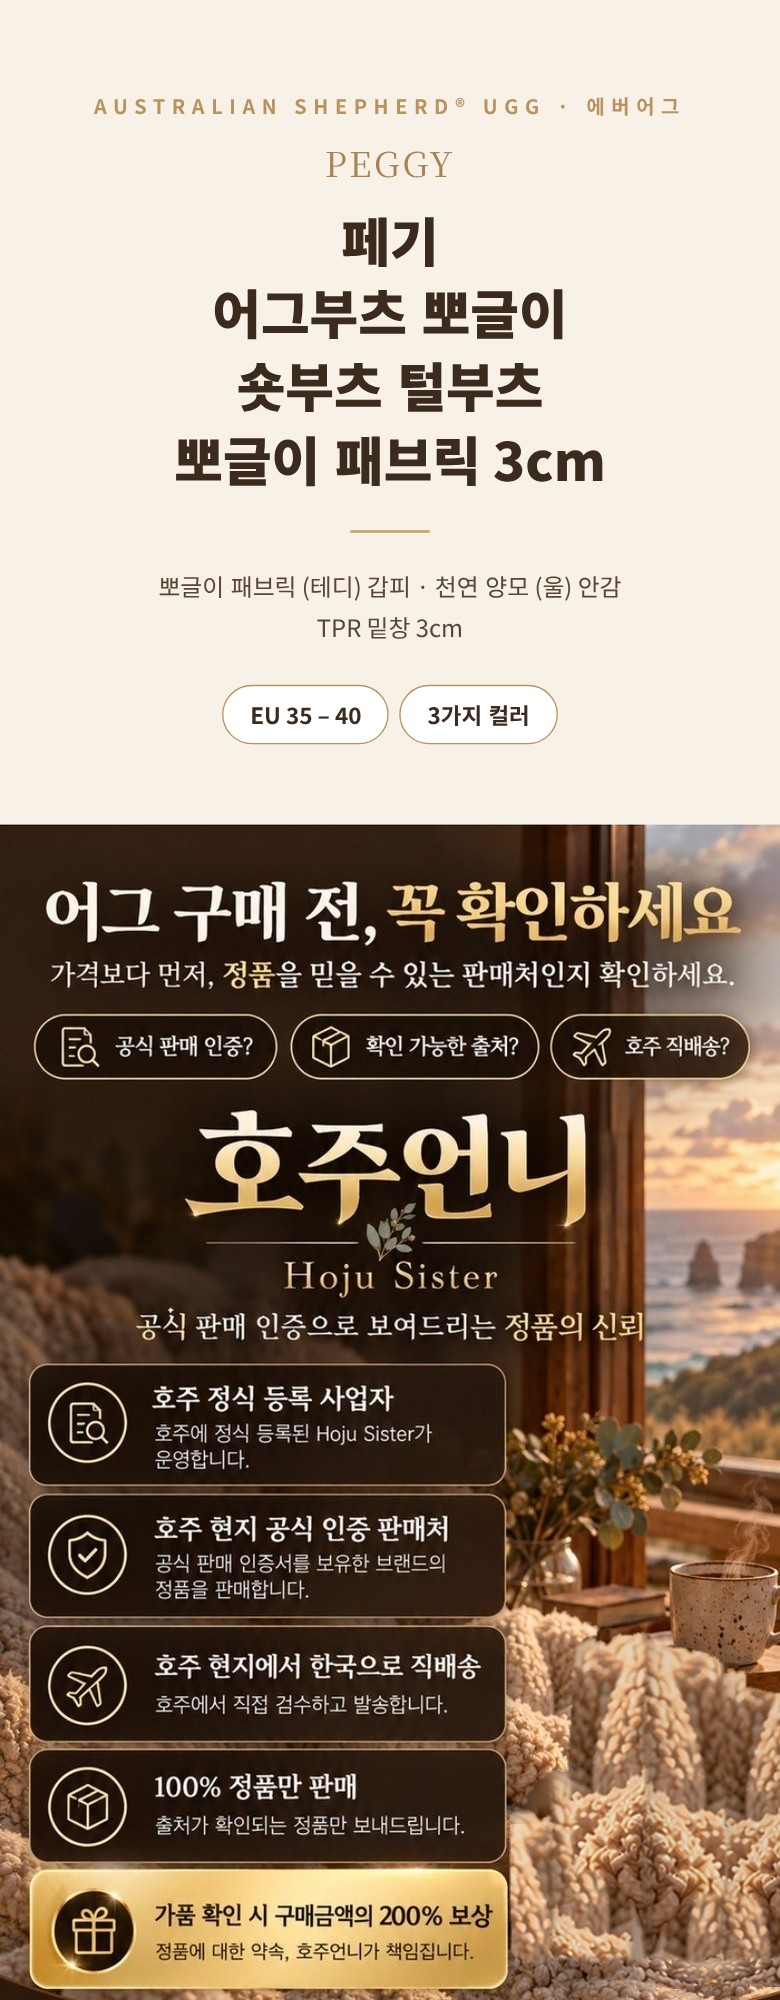 AUSTRALIAN SHEPHERD® UGG · 에버어그
PEGGY
페기
어그부츠 뽀글이
숏부츠 털부츠
뽀글이 패브릭 3cm
뽀글이 패브릭 (테디) 갑피 · 천연 양모 (울) 안감
TPR 밑창 3cm
EU 35 – 40
3가지 컬러
어그 구매 전, 꼭 확인하세요
가격보다 먼저, 정품을 믿을 수 있는 판매처인지 확인하세요.
공식 판매 인증?
확인 가능한 출처?
호주 직배송?
호주언니
Hoju Sister
공식 판매 인증으로 보여드리는 정품의 신뢰
호주 정식 등록 사업자
호주에 정식 등록된 Hoju Sister가
운영합니다.
호주 현지 공식 인증 판매처
공식 판매 인증서를 보유한 브랜드의
정품을 판매합니다.
호주 현지에서 한국으로 직배송
호주에서 직접 검수하고 발송합니다.
100% 정품만 판매
출처가 확인되는 정품만 보내드립니다.
가품 확인 시 구매금액의 200% 보상
정품에 대한 약속, 호주언니가 책임집니다.